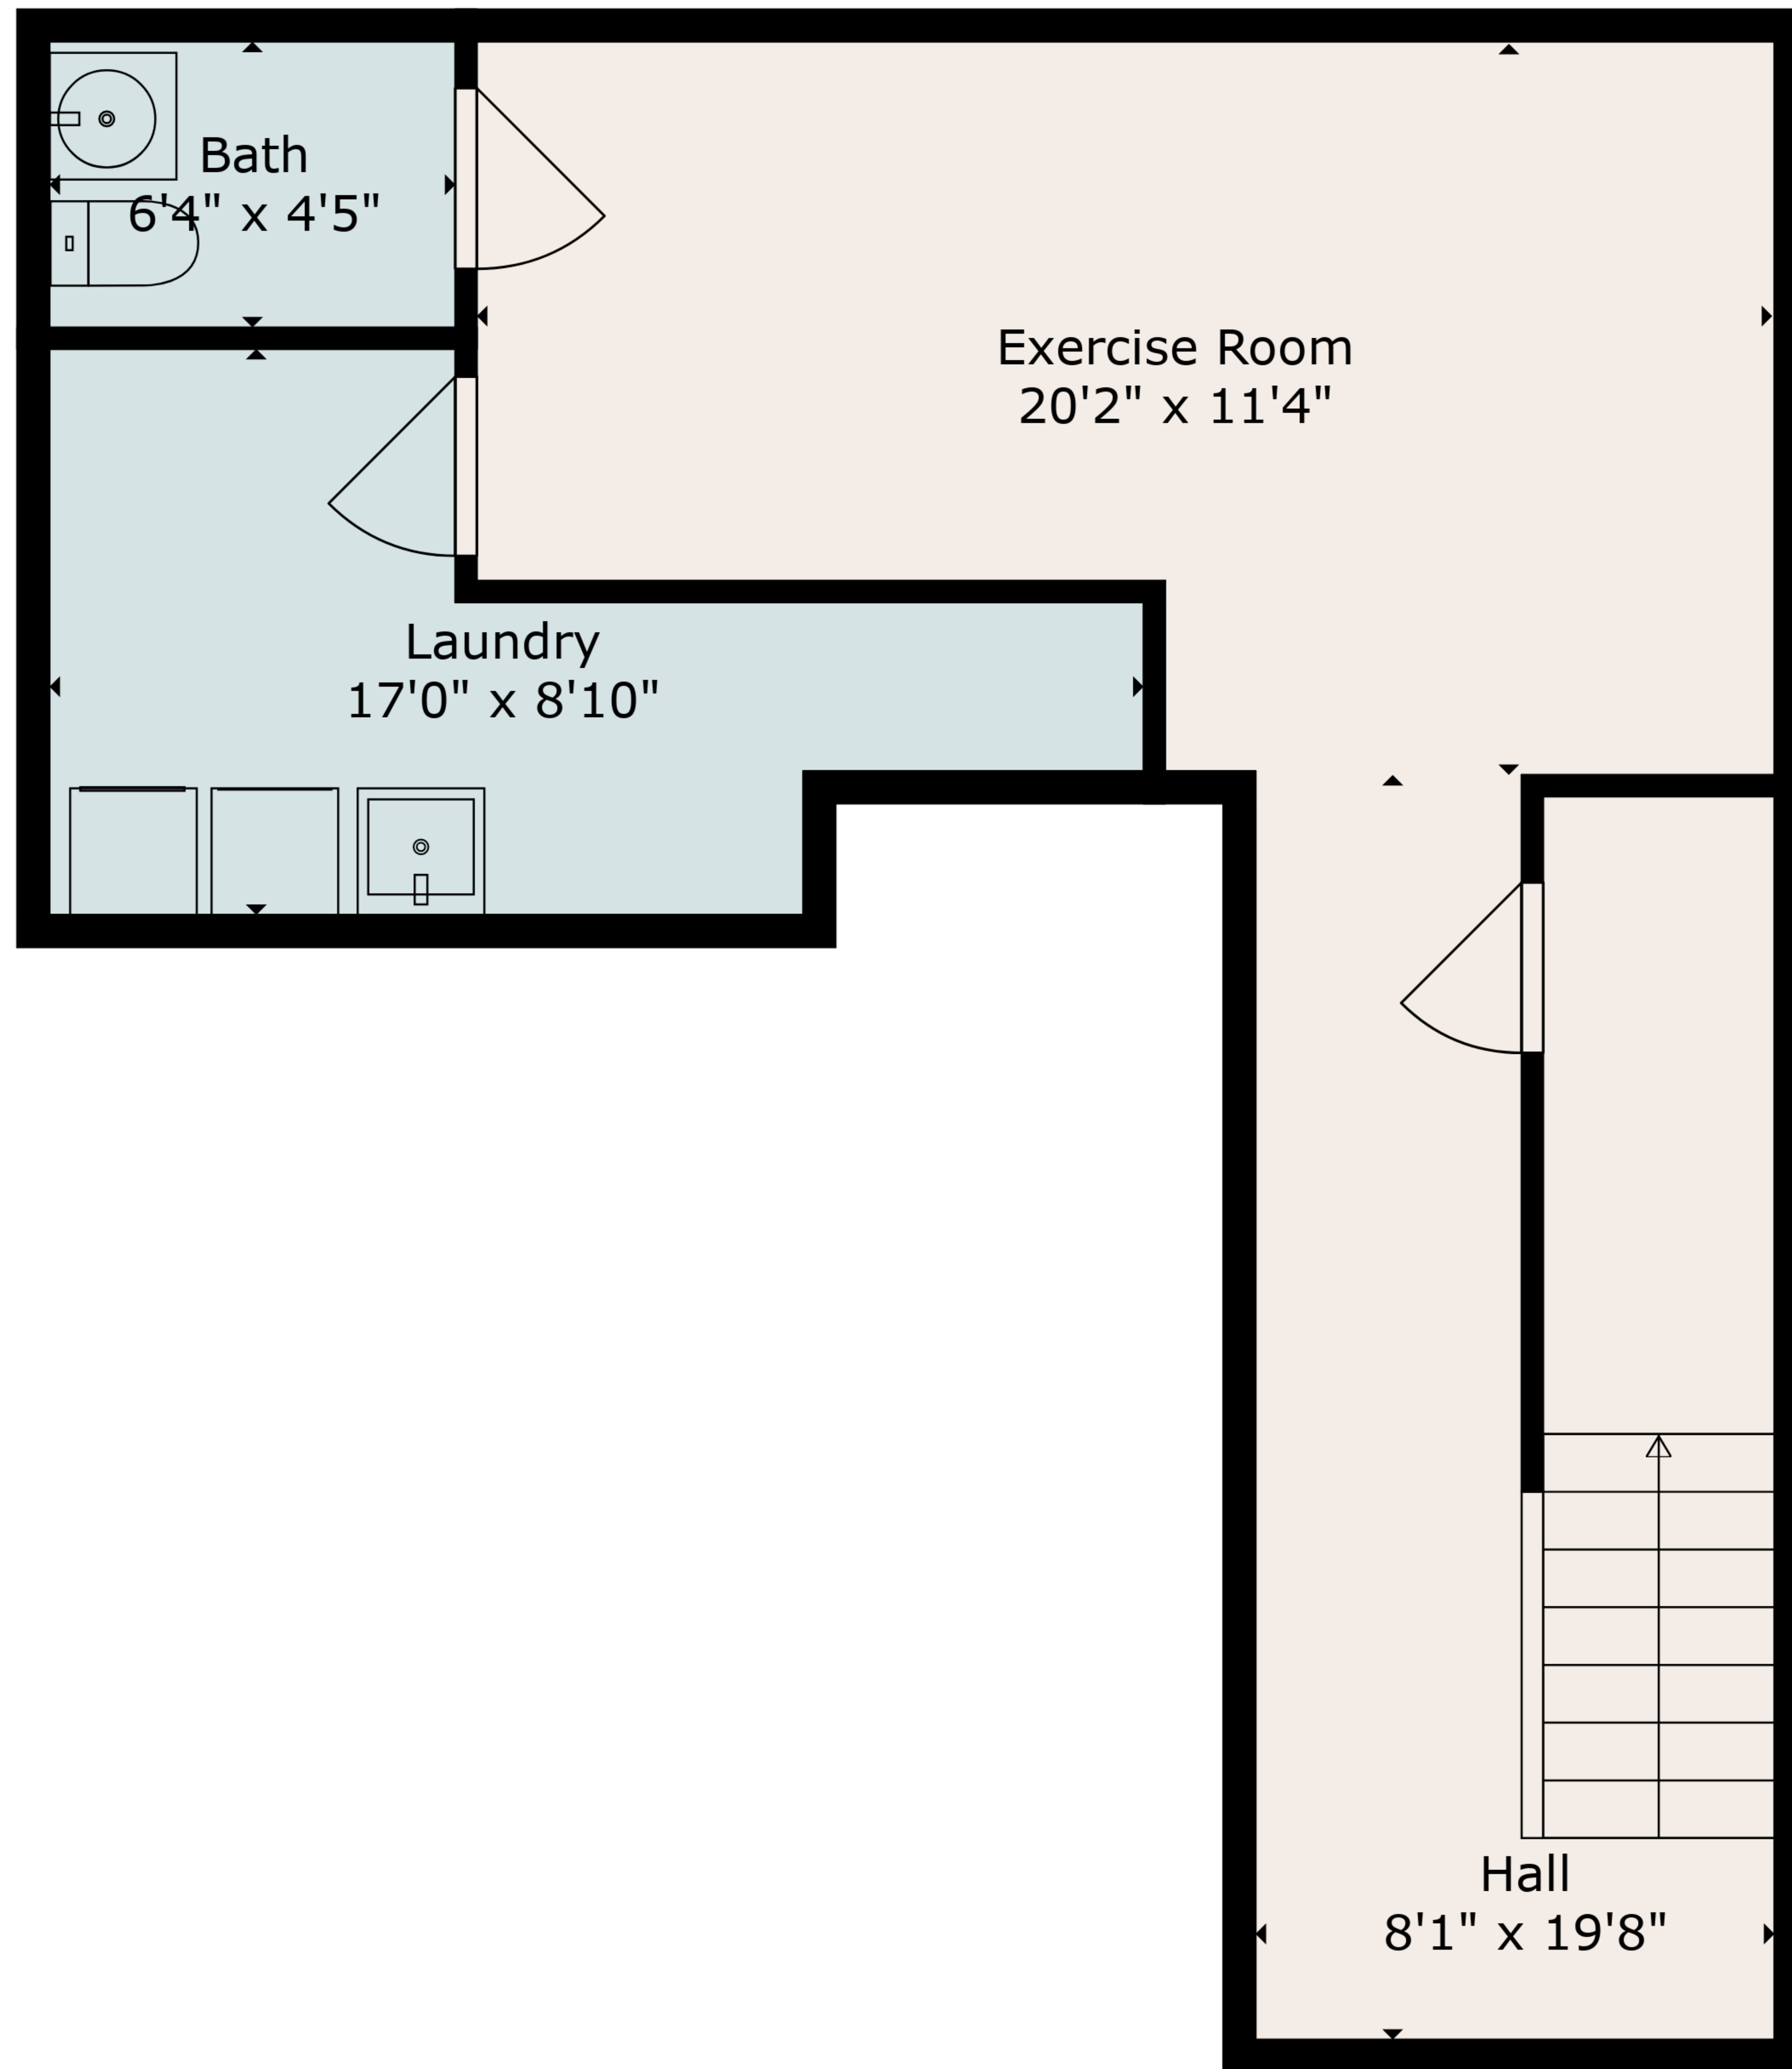 Bath
6'4" x 4'5"
Exercise Room
20'2" x 11'4"
Laundry
17'0" x 8'10"
Hall
8'1" x 19'8"